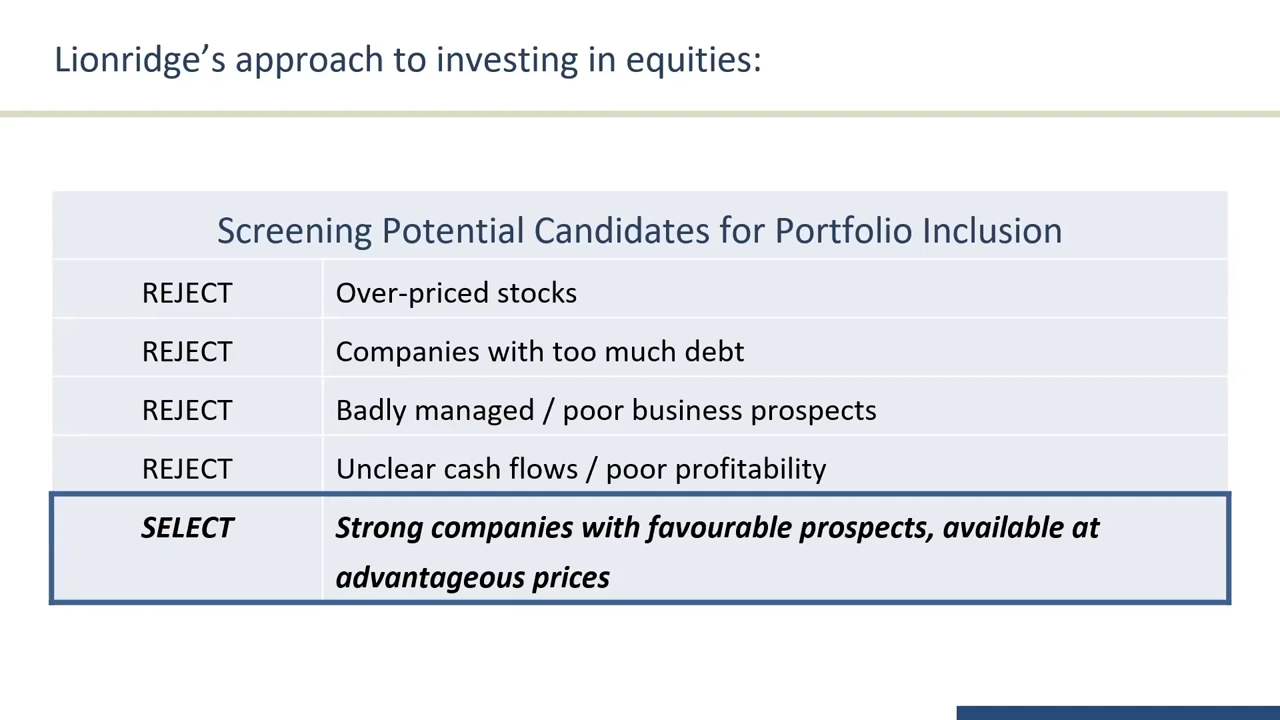 Lionridge’s approach to investing in equities:
Screening Potential Candidates for Portfolio Inclusion
REJECT Over-priced stocks
REJECT Companies with too much debt
REJECT Badly managed / poor business prospects
REJECT Unclear cash flows / poor profitability
SELECT Strong companies with favourable prospects, available at
advantageous prices